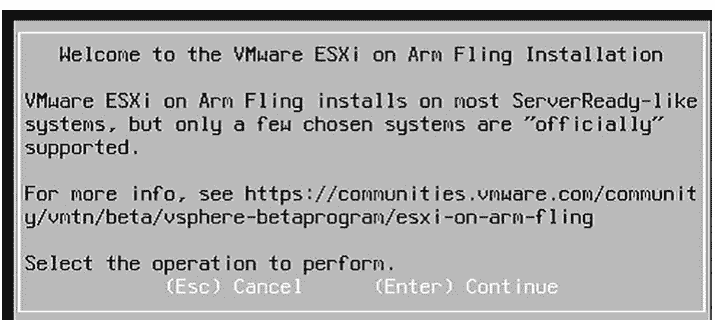 Welcome to the VMware ESXi on Arm Fling Installation
VMware ESXi on Arm Fling installs on most ServerReady-like
systems, but only a few chosen systems are "officially"
supported.
For more info, see https://communities.vmware.com/communit
y/vmtn/beta/vsphere-betaprogram/esxi-on-arm-fling
Select the operation to perform.
(Esc) Cancel (Enter) Continue